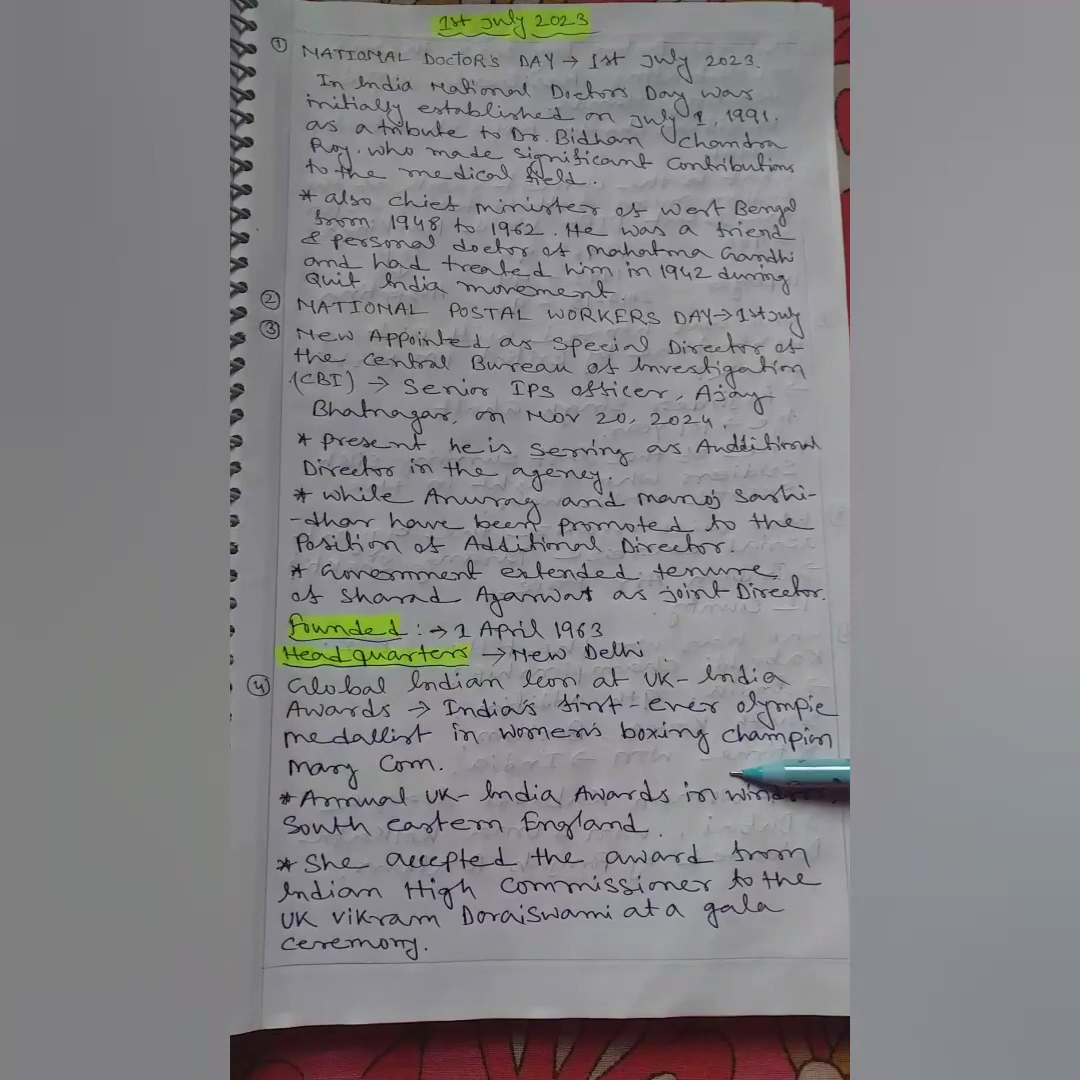 1st July 2023
① NATIONAL DOCTOR'S DAY → 1st July 2023.
In India National Doctors Day was
initially established on July 1, 1991.
as a tribute to Dr. Bidhan Chandra
Roy. who made significant contributions
to the medical field.
* also chief minister of West Bengal
from 1948 to 1962. He was a friend
& personal doctor of Mahatma Gandhi
and had treated him in 1942 during
Quit India movement.
② NATIONAL POSTAL WORKERS DAY → 1st July
③ New Appointed as Special Director of
the Central Bureau of Investigation
(CBI) → Senior IPS officer, Ajay
Bhatnagar, on Nov 20, 2024.
* present he is serving as Andditional
Director in the agency.
* while Anurag and Manoj Sashi-
-dhar have been promoted to the
Position of Additional Director.
* Government extended tenure
of Sharad Agarwal as joint Director.
Founded : → 1 April 1963
Headquarters → New Delhi
④ Global Indian Icon at UK-India
Awards → India's first-ever olympic
medallist in women's boxing champion
Mary Com.
* Annual UK-India Awards in
South eastern England.
* She accepted the award from
Indian High Commissioner to the
UK Vikram Doraiswami at a gala
ceremony.